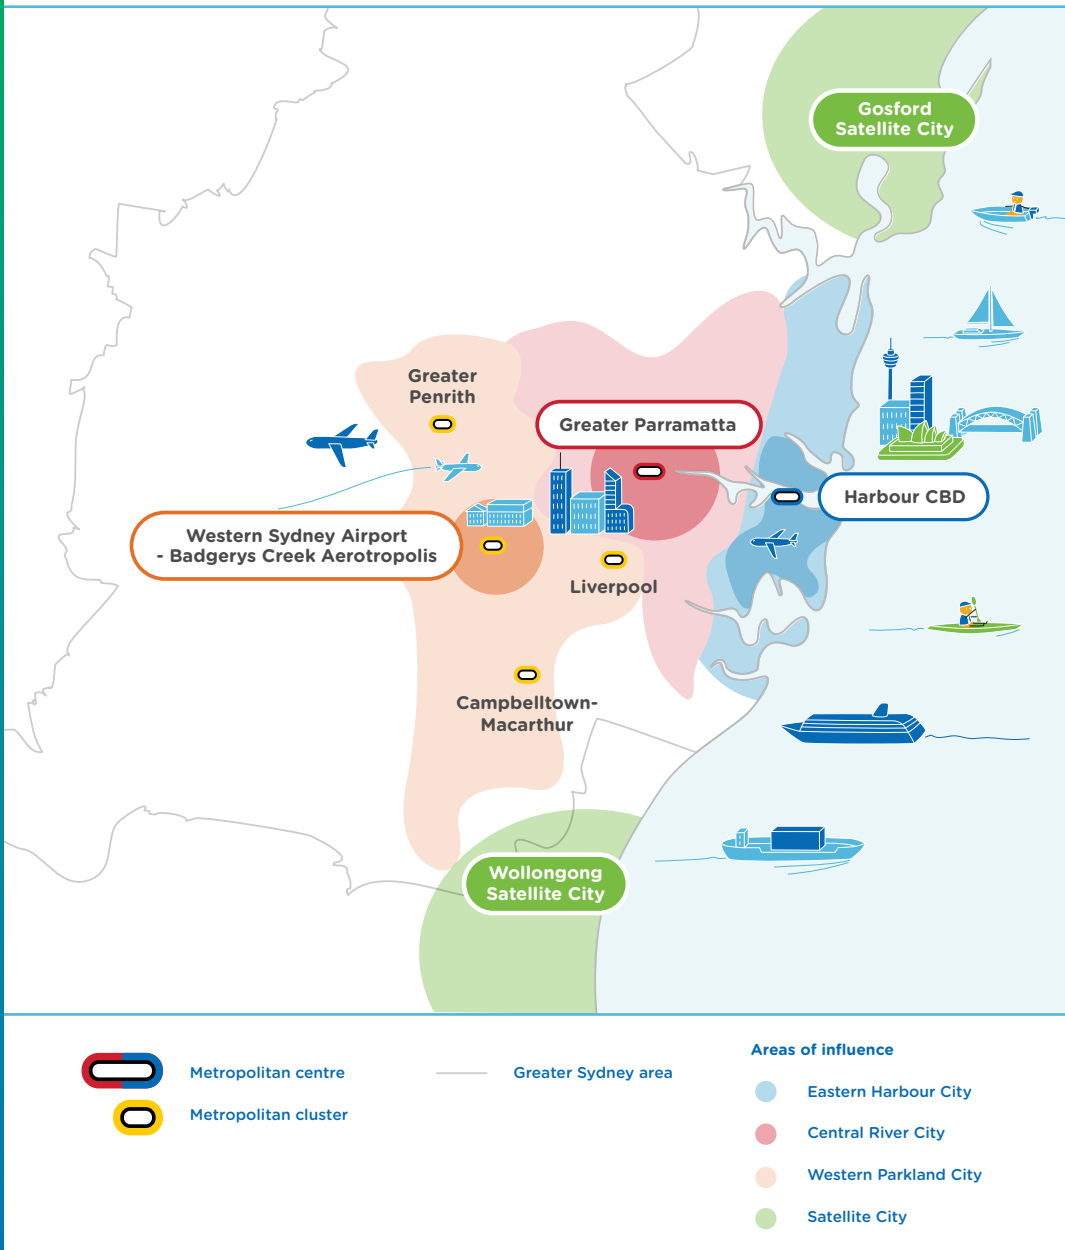 Gosford
Satellite City
Greater
Penrith
Greater Parramatta
Harbour CBD
Western Sydney Airport
- Badgerys Creek Aerotropolis
Liverpool
Campbelltown-
Macarthur
Wollongong
Satellite City
Metropolitan centre
Metropolitan cluster
Greater Sydney area
Areas of influence
Eastern Harbour City
Central River City
Western Parkland City
Satellite City